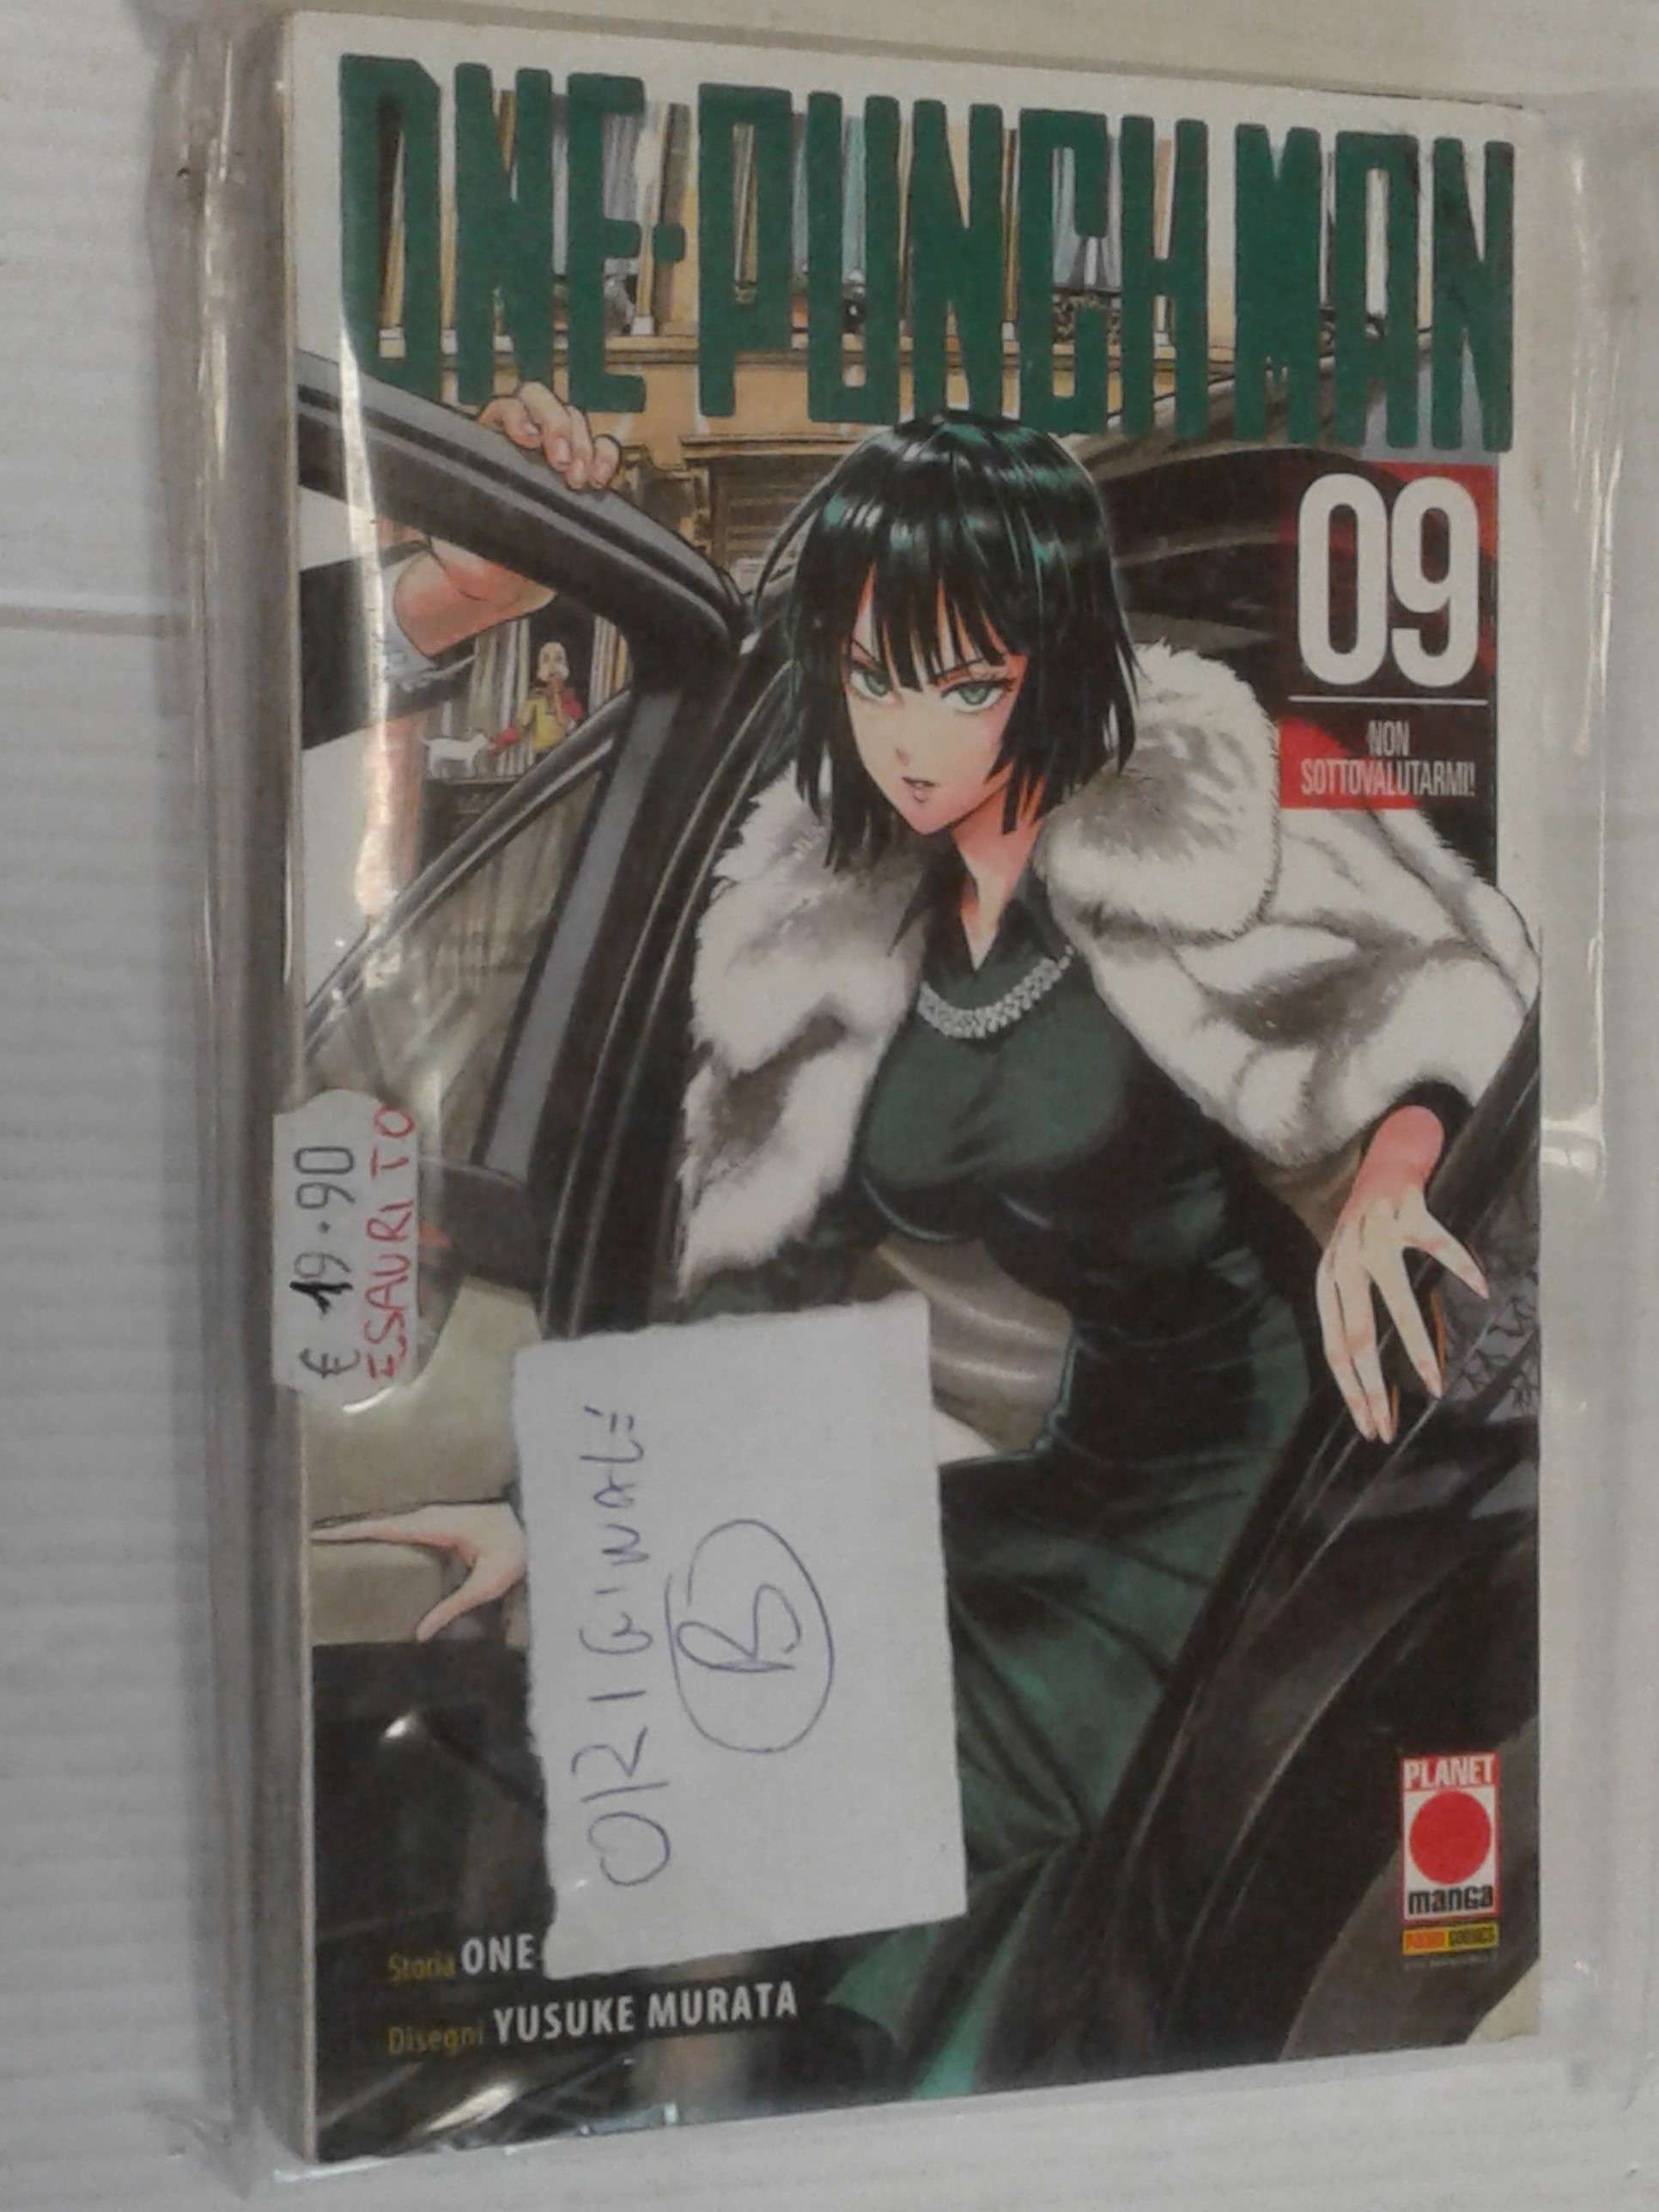 ONE-PUNCH MAN
09
NON
SOTTOVALUTARMI!
€ 19.90
ESAURITO
ORIGINALE
B
Storia ONE
Disegni YUSUKE MURATA
PLANET
manga
PANINI COMICS